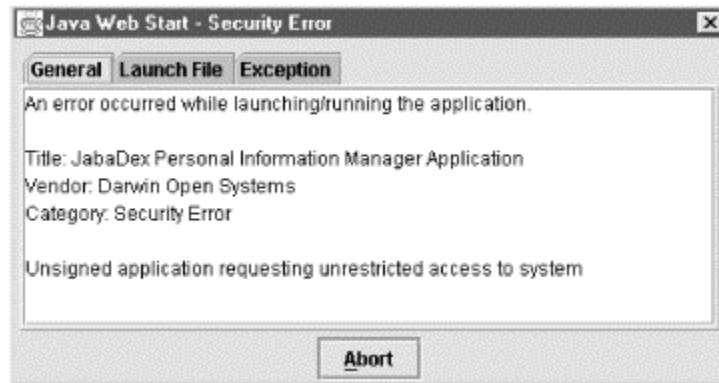 Java Web Start - Security Error
General Launch File Exception
An error occurred while launching/running the application.
Title: JabaDex Personal Information Manager Application
Vendor: Darwin Open Systems
Category: Security Error
Unsigned application requesting unrestricted access to system
Abort